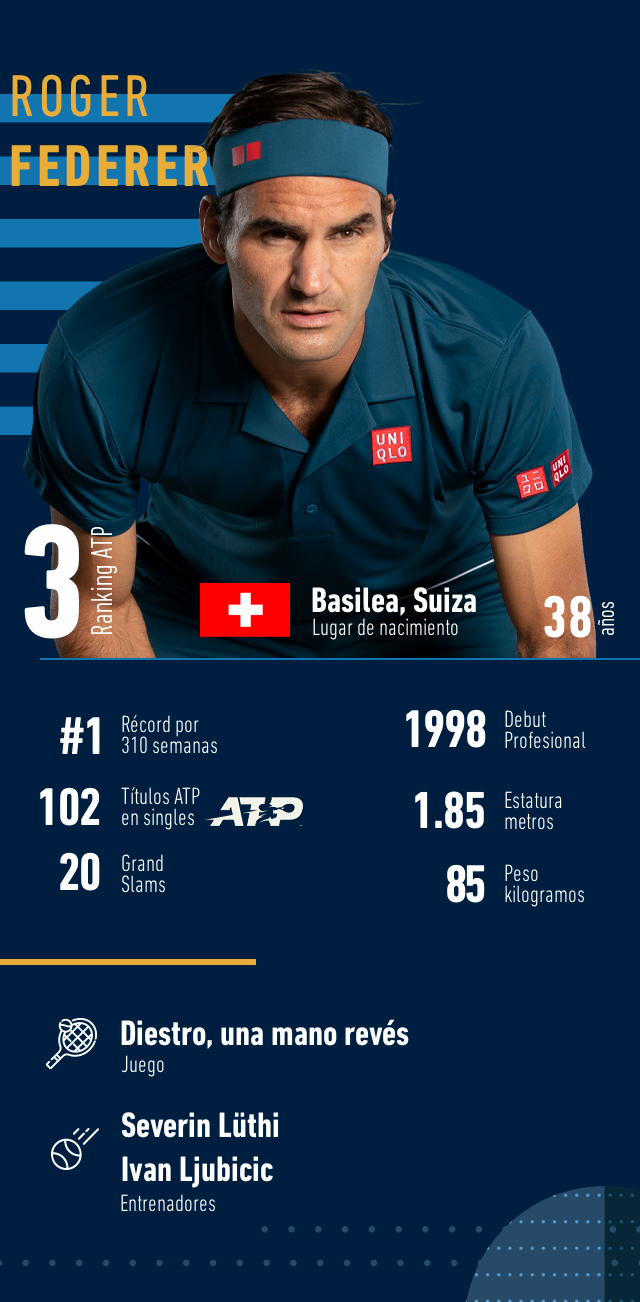 ROGER
FEDERER
UNI
QLO
3
Ranking ATP
Basilea, Suiza
Lugar de nacimiento
38
años
#1
Récord por
310 semanas
102
Títulos ATP
en singles
ATP
20
Grand
Slams
1998
Debut
Profesional
1.85
Estatura
metros
85
Peso
kilogramos
Diestro, una mano revés
Juego
Severin Lüthi
Ivan Ljubicic
Entrenadores